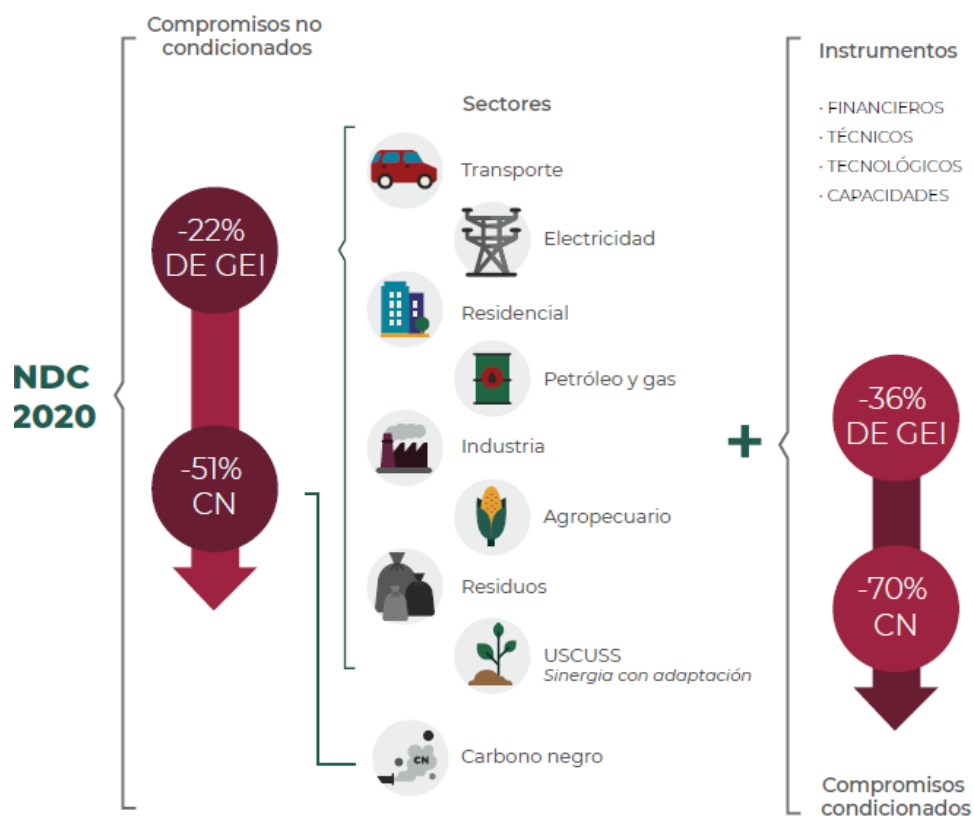 Compromisos no
condicionados
NDC
2020
-22%
DE GEI
-51%
CN
Sectores
Transporte
Electricidad
Residencial
Petróleo y gas
Industria
Agropecuario
Residuos
USCUSS
Sinergia con adaptación
CN
Carbono negro
+
Instrumentos
· FINANCIEROS
· TÉCNICOS
· TECNOLÓGICOS
· CAPACIDADES
-36%
DE GEI
-70%
CN
Compromisos
condicionados